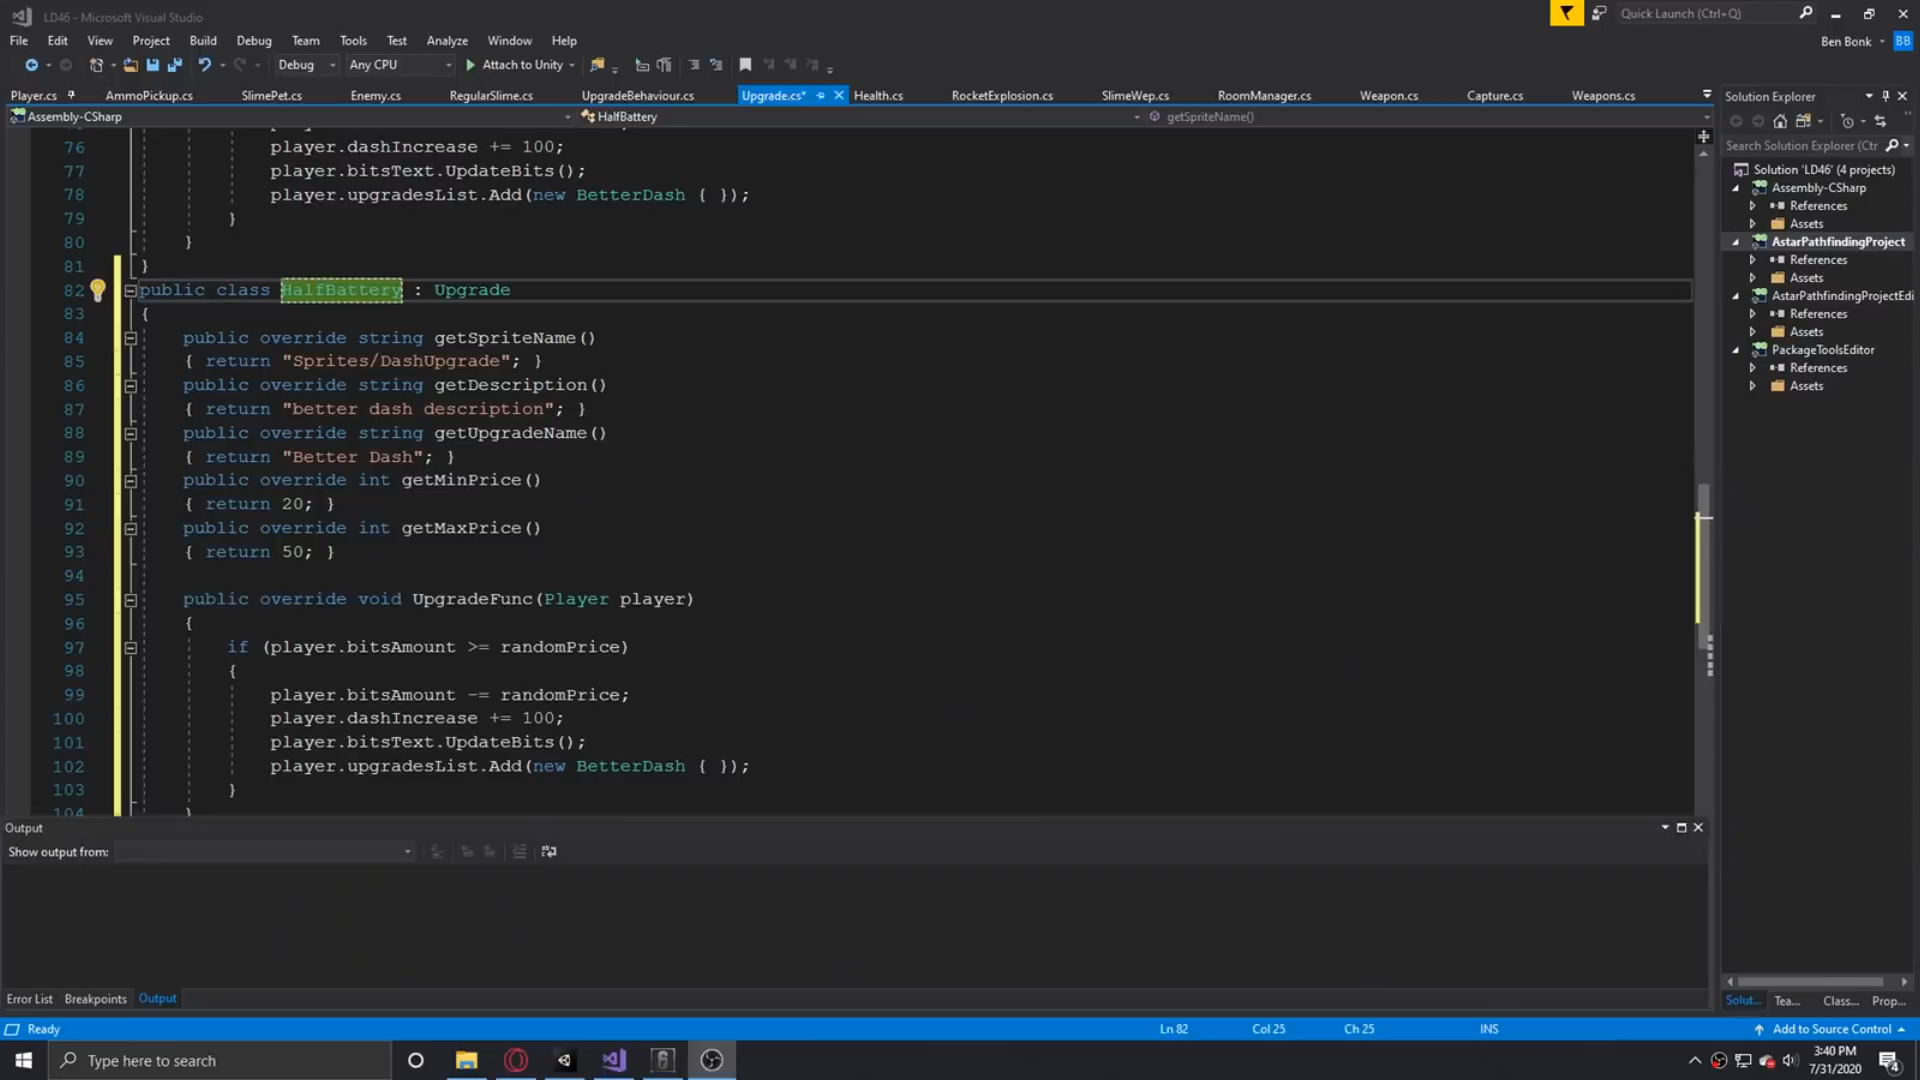 LD46 - Microsoft Visual Studio
Quick Launch (Ctrl+Q)
File Edit View Project Build Debug Team Tools Test Analyze Window Help
Ben Bonk BB
Debug Any CPU Attach to Unity
Player.cs AmmoPickup.cs SlimePet.cs Enemy.cs RegularSlime.cs UpgradeBehaviour.cs Upgrade.cs* Health.cs RocketExplosion.cs SlimeWep.cs RoomManager.cs Weapon.cs Capture.cs Weapons.cs
Assembly-CSharp HalfBattery getSpriteName()
76 player.dashIncrease += 100;
77 player.bitsText.UpdateBits();
78 player.upgradesList.Add(new BetterDash { });
79 }
80 }
81 }
82 public class HalfBattery : Upgrade
83 {
84 public override string getSpriteName()
85 { return "Sprites/DashUpgrade"; }
86 public override string getDescription()
87 { return "better dash description"; }
88 public override string getUpgradeName()
89 { return "Better Dash"; }
90 public override int getMinPrice()
91 { return 20; }
92 public override int getMaxPrice()
93 { return 50; }
94
95 public override void UpgradeFunc(Player player)
96 {
97 if (player.bitsAmount >= randomPrice)
98 {
99 player.bitsAmount -= randomPrice;
100 player.dashIncrease += 100;
101 player.bitsText.UpdateBits();
102 player.upgradesList.Add(new BetterDash { });
103 }
104 }
Solution Explorer
Search Solution Explorer (Ctr
Solution 'LD46' (4 projects)
Assembly-CSharp
References
Assets
AstarPathfindingProject
References
Assets
AstarPathfindingProjectEdi
References
Assets
PackageToolsEditor
References
Assets
Output
Show output from:
Error List Breakpoints Output
Solut... Tea... Class... Prop...
Ready Ln 82 Col 25 Ch 25 INS Add to Source Control
Type here to search
3:40 PM
7/31/2020
4